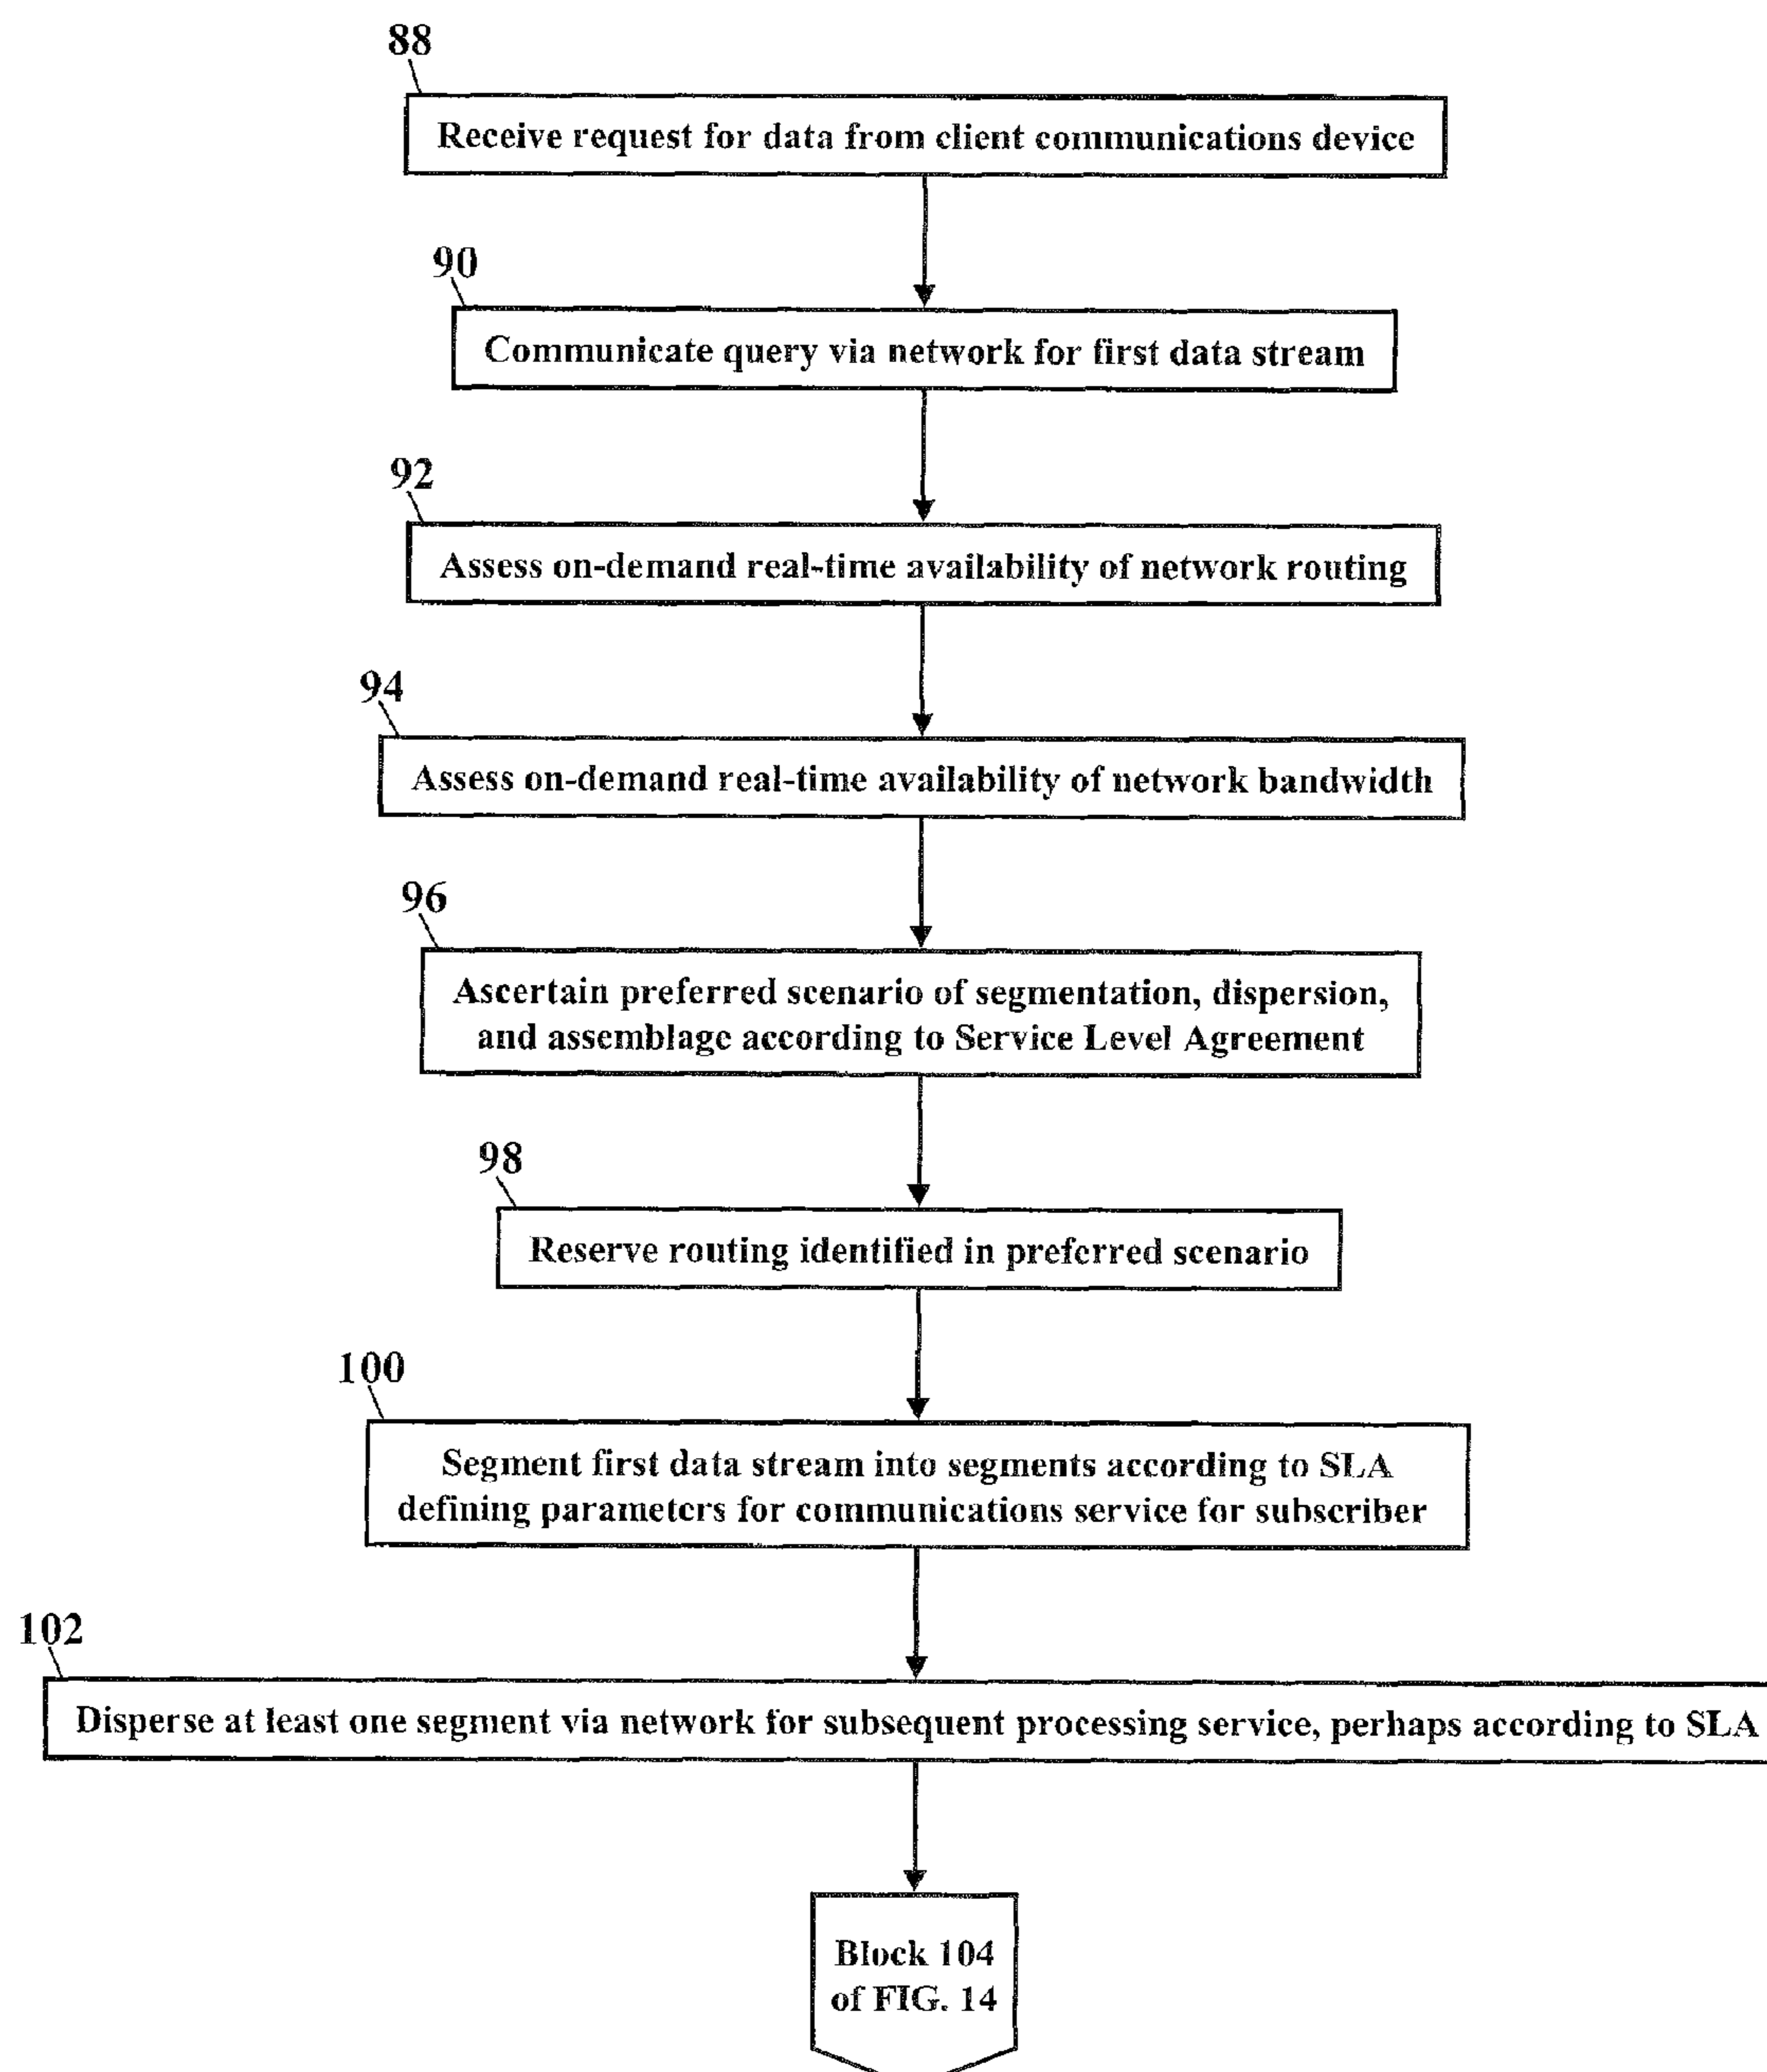 88
Receive request for data from client communications device
90
Communicate query via network for first data stream
92
Assess on-demand real-time availability of network routing
94
Assess on-demand real-time availability of network bandwidth
96
Ascertain preferred scenario of segmentation, dispersion,
and assemblage according to Service Level Agreement
98
Reserve routing identified in preferred scenario
100
Segment first data stream into segments according to SLA
defining parameters for communications service for subscriber
102
Disperse at least one segment via network for subsequent processing service, perhaps according to SLA
Block 104
of FIG. 14